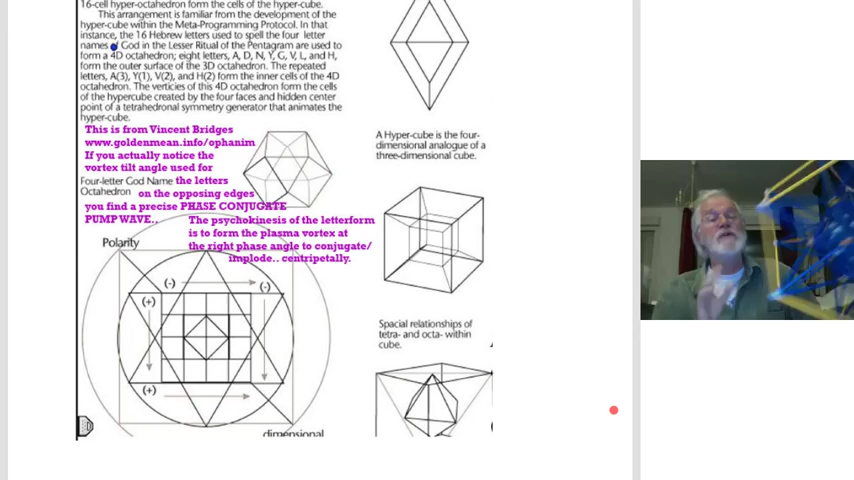 16-cell hyper-octahedron form the cells of the hyper-cube.
This arrangement is familiar from the development of the
hyper-cube within the Meta-Programming Protocol. In that
instance, the 16 Hebrew letters used to spell the four letter
names of God in the Lesser Ritual of the Pentagram are used to
form a 4D octahedron; eight letters, A, D, N, Y, G, V, L, and H,
form the outer surface of the 3D octahedron. The repeated
letters, A(3), Y(1), V(2), and H(2) form the inner cells of the 4D
octahedron. The verticies of this 4D octahedron form the cells
of the hypercube created by the four faces and hidden center
point of a tetrahedronal symmetry generator that animates the
hyper-cube.
This is from Vincent Bridges
www.goldenmean.info/ophanim
If you actually notice the
vortex tilt angle used for
the letters
on the opposing edges
you find a precise PHASE CONJUGATE
PUMP WAVE..
Four-letter God Name
Octahedron
The psychokinesis of the letterform
is to form the plasma vortex at
the right phase angle to conjugate/
implode.. centripetally.
Polarity
(-)
(-)
(+)
(+)
dimensional
A Hyper-cube is the four-
dimensional analogue of a
three-dimensional cube.
Spacial relationships of
tetra- and octa- within
cube.